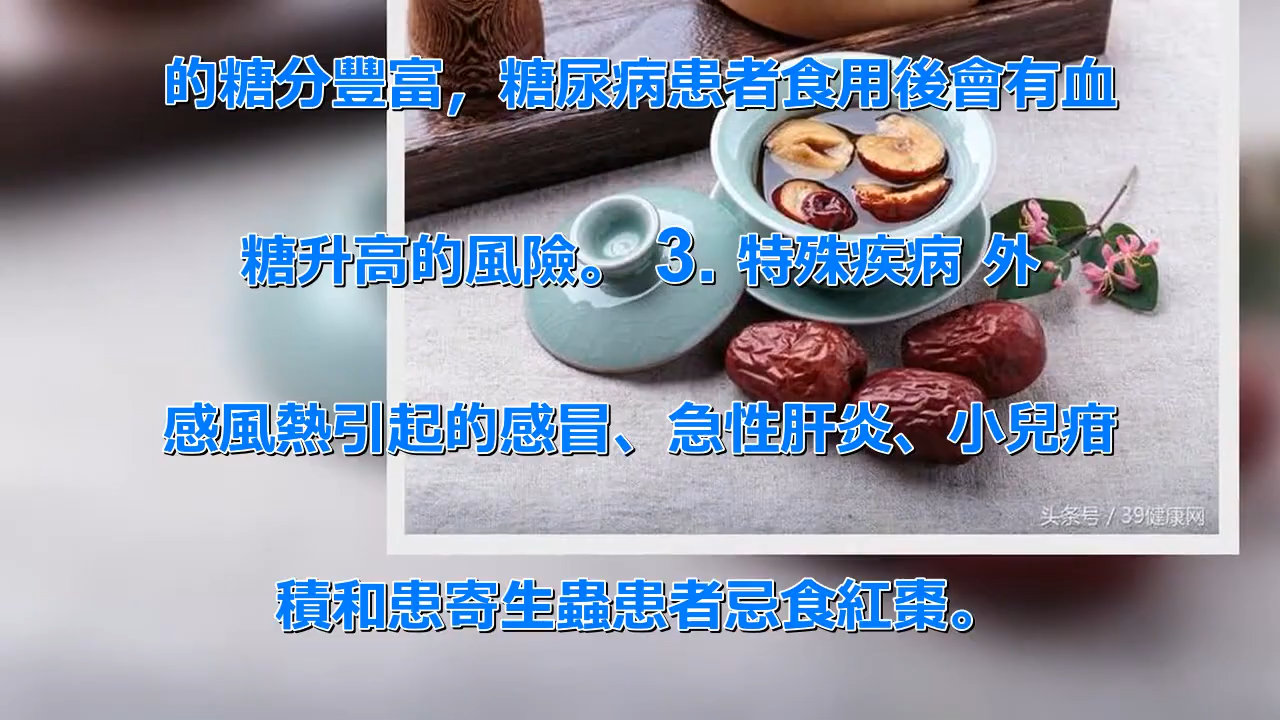 的糖分豐富，糖尿病患者食用後會有血
糖升高的風險。 3. 特殊疾病 外
感風熱引起的感冒、急性肝炎、小兒疳
積和患寄生蟲患者忌食紅棗。
头条号 / 39健康网